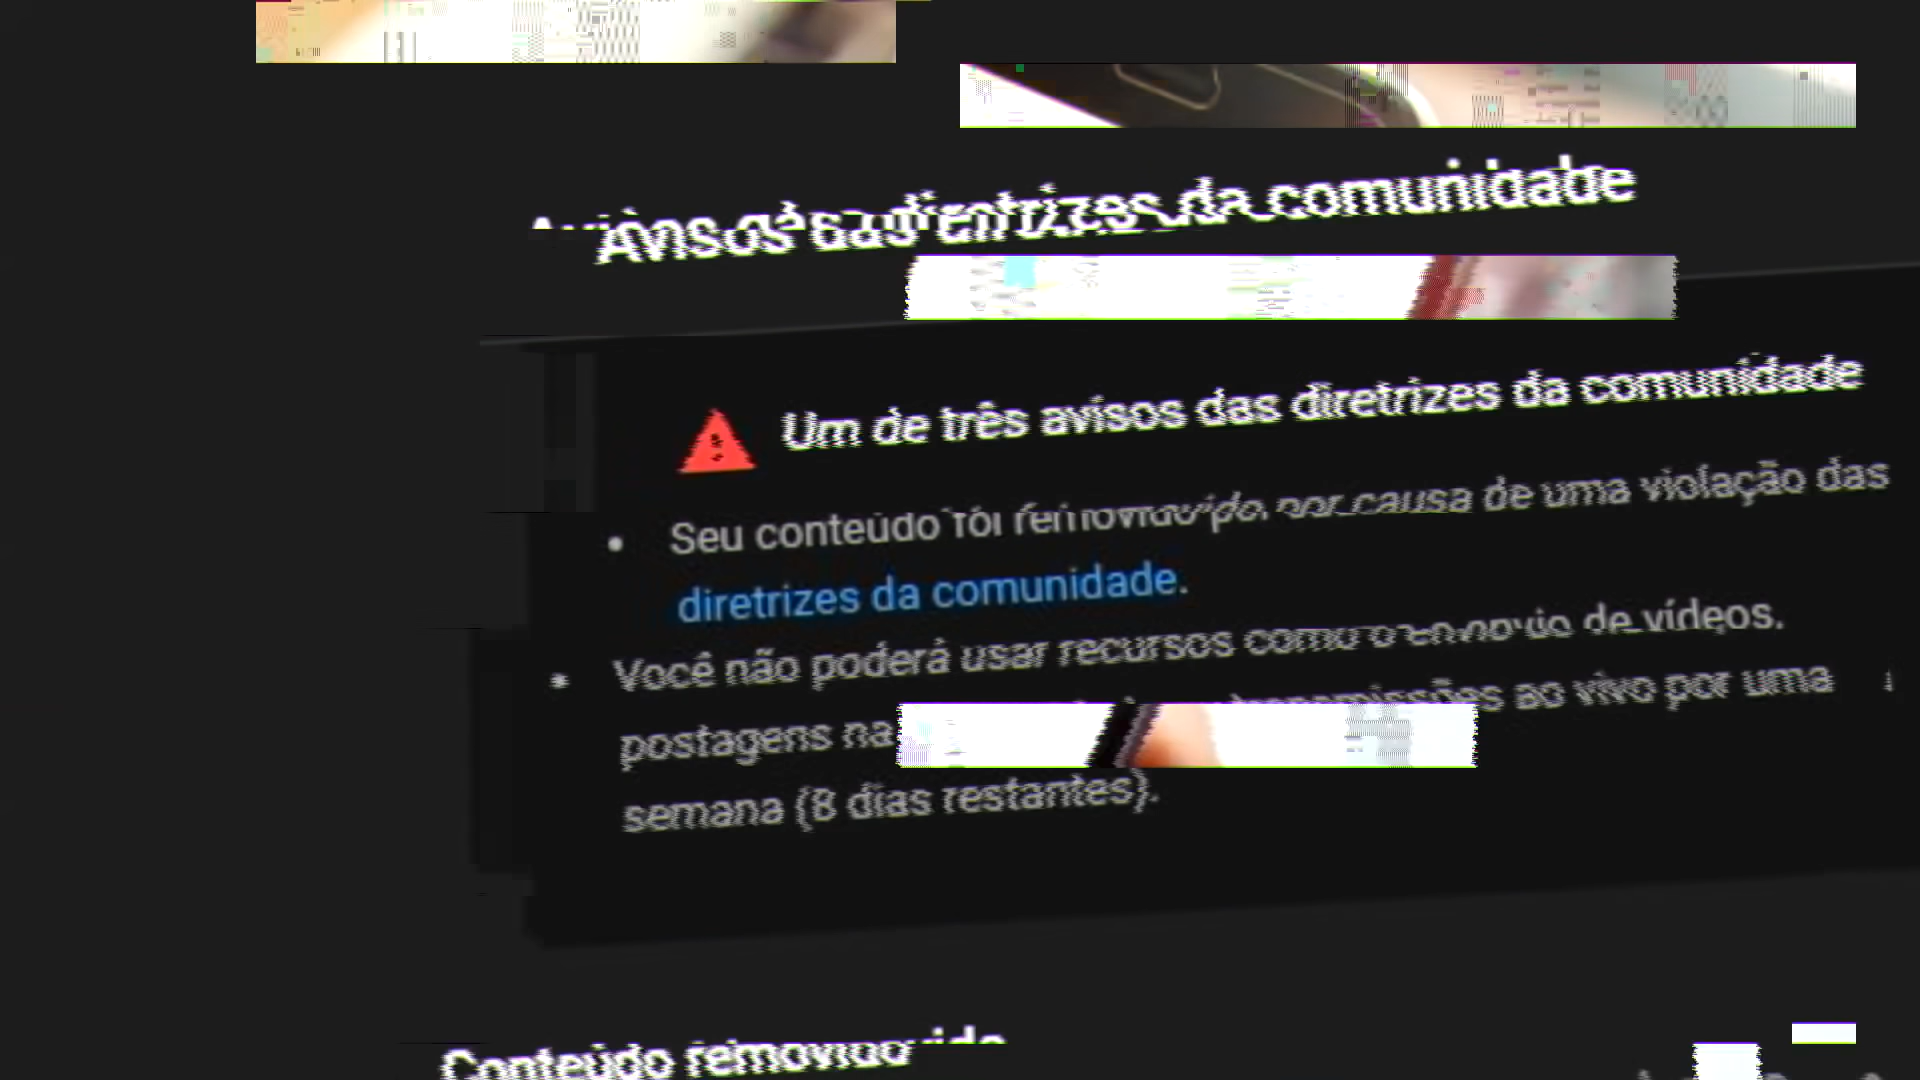 Avisos das diretrizes da comunidade
Um de três avisos das diretrizes da comunidade
Seu conteúdo foi removido por causa de uma violação das
diretrizes da comunidade.
Você não poderá usar recursos como o envio de vídeos,
postagens na transmissões ao vivo por uma
semana (8 dias restantes).
Conteúdo removido